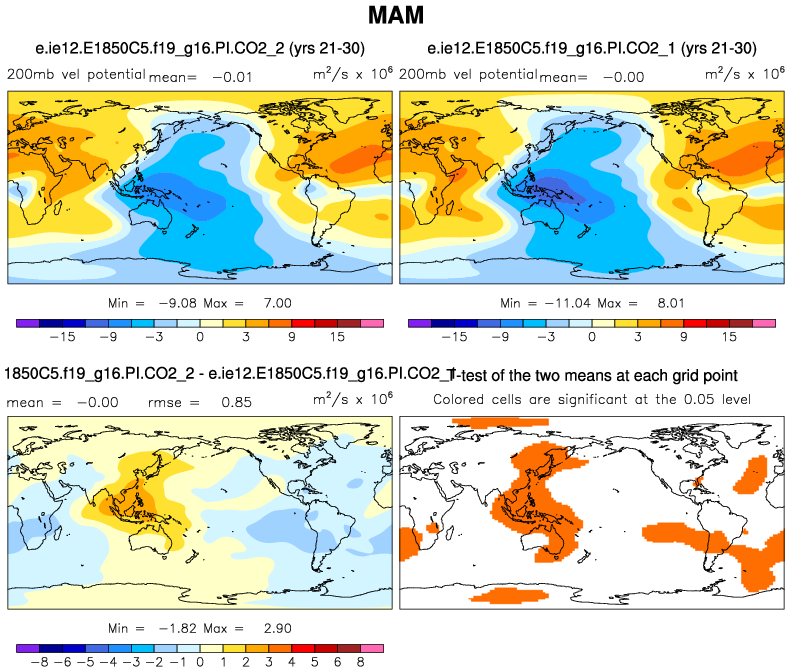 MAM
e.ie12.E1850C5.f19_g16.PI.CO2_2 (yrs 21-30) e.ie12.E1850C5.f19_g16.PI.CO2_1 (yrs 21-30)
200mb vel potential mean= -0.01 m²/s x 10⁶ 200mb vel potential mean= -0.00 m²/s x 10⁶
Min = -9.08 Max = 7.00 Min = -11.04 Max = 8.01
-15 -9 -3 0 3 9 15 -15 -9 -3 0 3 9 15
1850C5.f19_g16.PI.CO2_2 - e.ie12.E1850C5.f19_g16.PI.CO2_1 T-test of the two means at each grid point
mean = -0.00 rmse = 0.85 m²/s x 10⁶ Colored cells are significant at the 0.05 level
Min = -1.82 Max = 2.90
-8 -6 -5 -4 -3 -2 -1 0 1 2 3 4 5 6 8